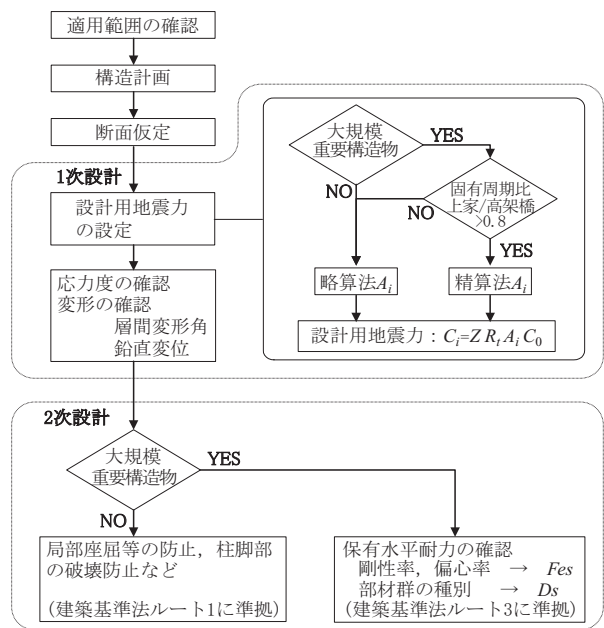 適用範囲の確認
構造計画
断面仮定
1次設計
設計用地震力
の設定
大規模
重要構造物
YES
NO
固有周期比
上家/高架橋
>0.8
NO
YES
略算法Ai
精算法Ai
設計用地震力：Ci=Z Rt Ai C0
応力度の確認
変形の確認
層間変形角
鉛直変位
2次設計
大規模
重要構造物
YES
NO
局部座屈等の防止，柱脚部
の破壊防止など
(建築基準法ルート1に準拠)
保有水平耐力の確認
剛性率，偏心率 → Fes
部材群の種別 → Ds
(建築基準法ルート3に準拠)